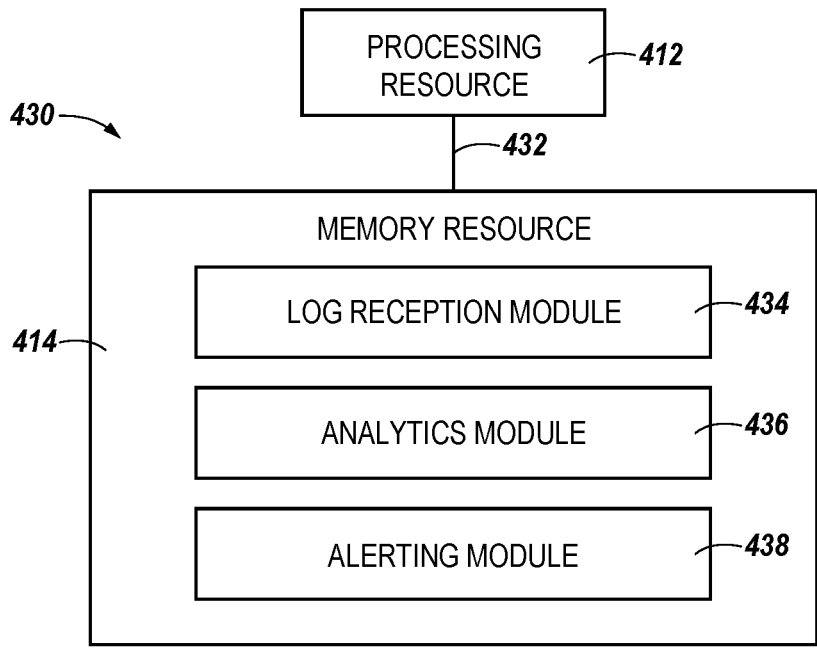 PROCESSING
RESOURCE
412
430
432
MEMORY RESOURCE
LOG RECEPTION MODULE
434
414
ANALYTICS MODULE
436
ALERTING MODULE
438